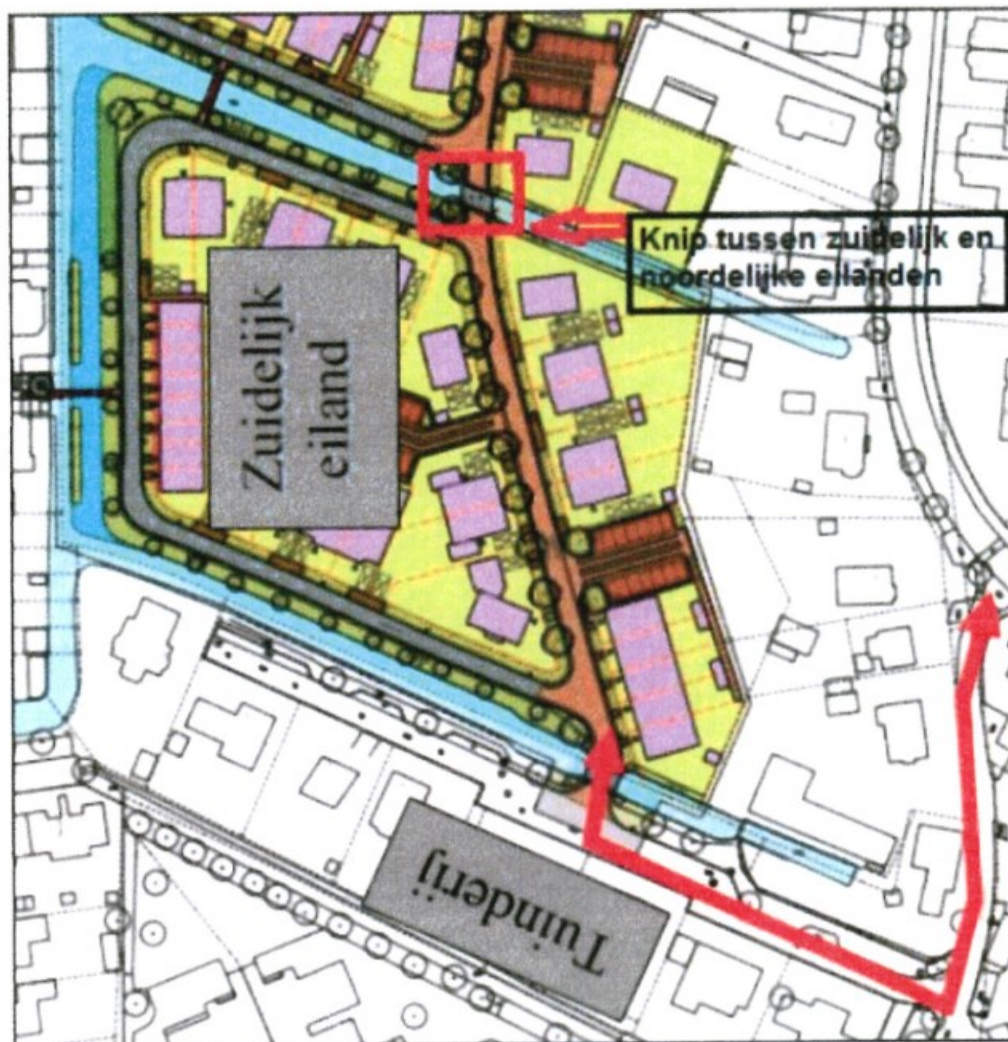 Knip tussen zuidelijk en
noordelijke eilanden
Zuidelijk
eiland
Tuinderij